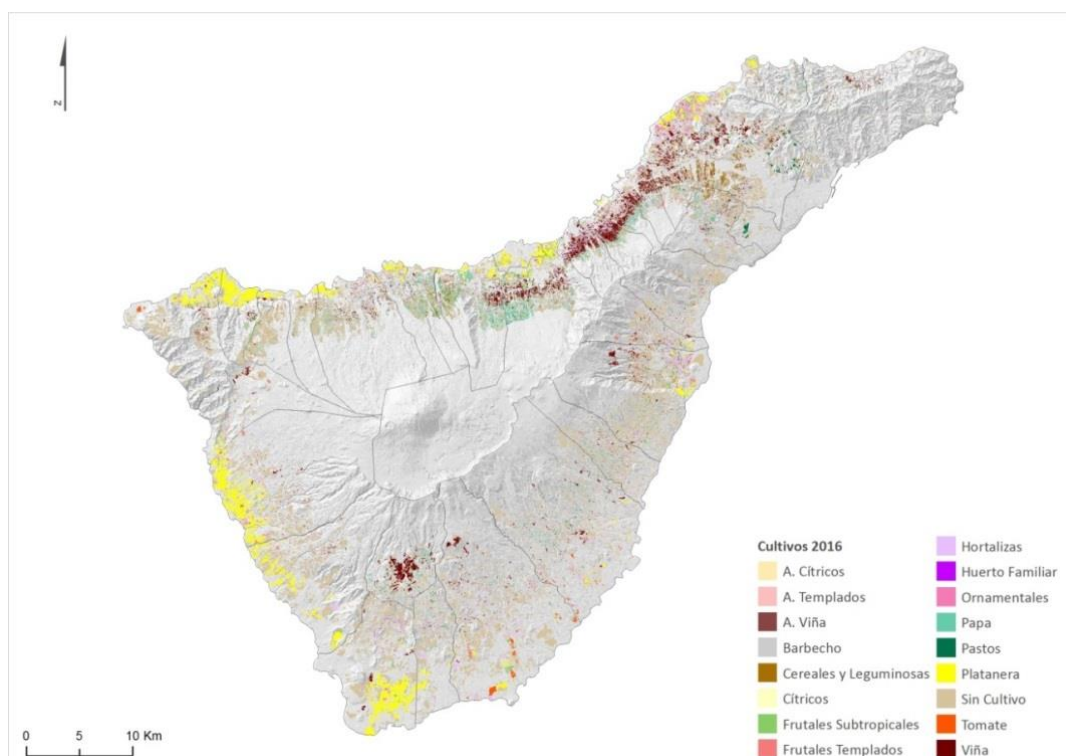 N
Cultivos 2016
A. Cítricos
A. Templados
A. Viña
Barbecho
Cereales y Leguminosas
Cítricos
Frutales Subtropicales
Frutales Templados
Hortalizas
Huerto Familiar
Ornamentales
Papa
Pastos
Platanera
Sin Cultivo
Tomate
Viña
0 5 10 Km